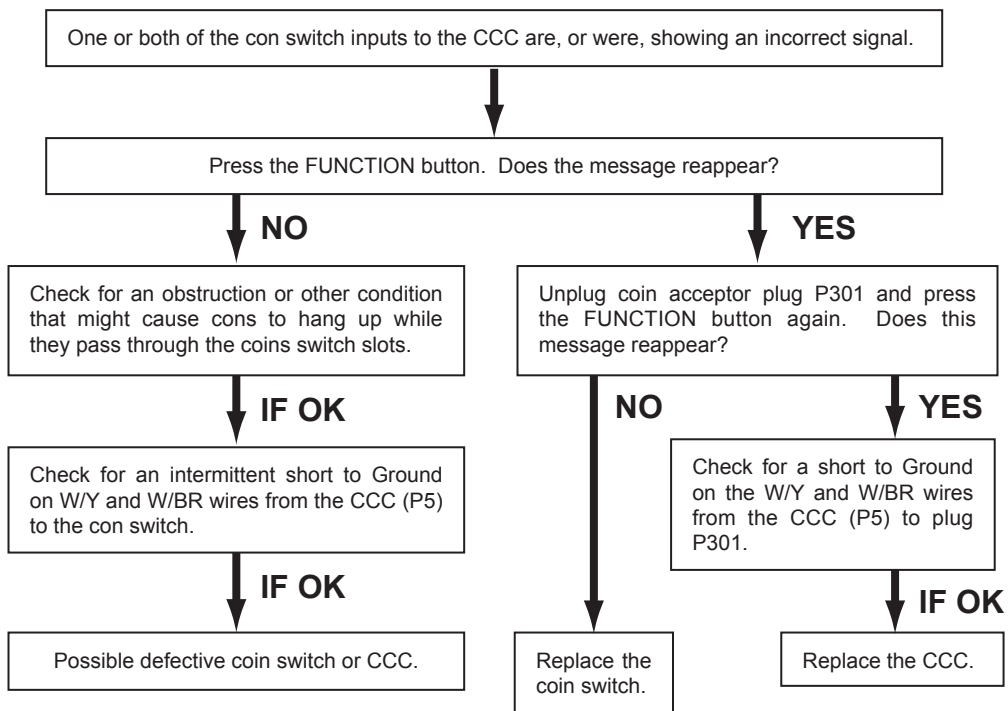 One or both of the con switch inputs to the CCC are, or were, showing an incorrect signal.
Press the FUNCTION button. Does the message reappear?
NO
YES
Check for an obstruction or other condition
that might cause cons to hang up while
they pass through the coins switch slots.
Unplug coin acceptor plug P301 and press
the FUNCTION button again. Does this
message reappear?
IF OK
NO
YES
Check for an intermittent short to Ground
on W/Y and W/BR wires from the CCC (P5)
to the con switch.
Check for a short to Ground
on the W/Y and W/BR wires
from the CCC (P5) to plug
P301.
IF OK
IF OK
Possible defective coin switch or CCC.
Replace the
coin switch.
Replace the CCC.